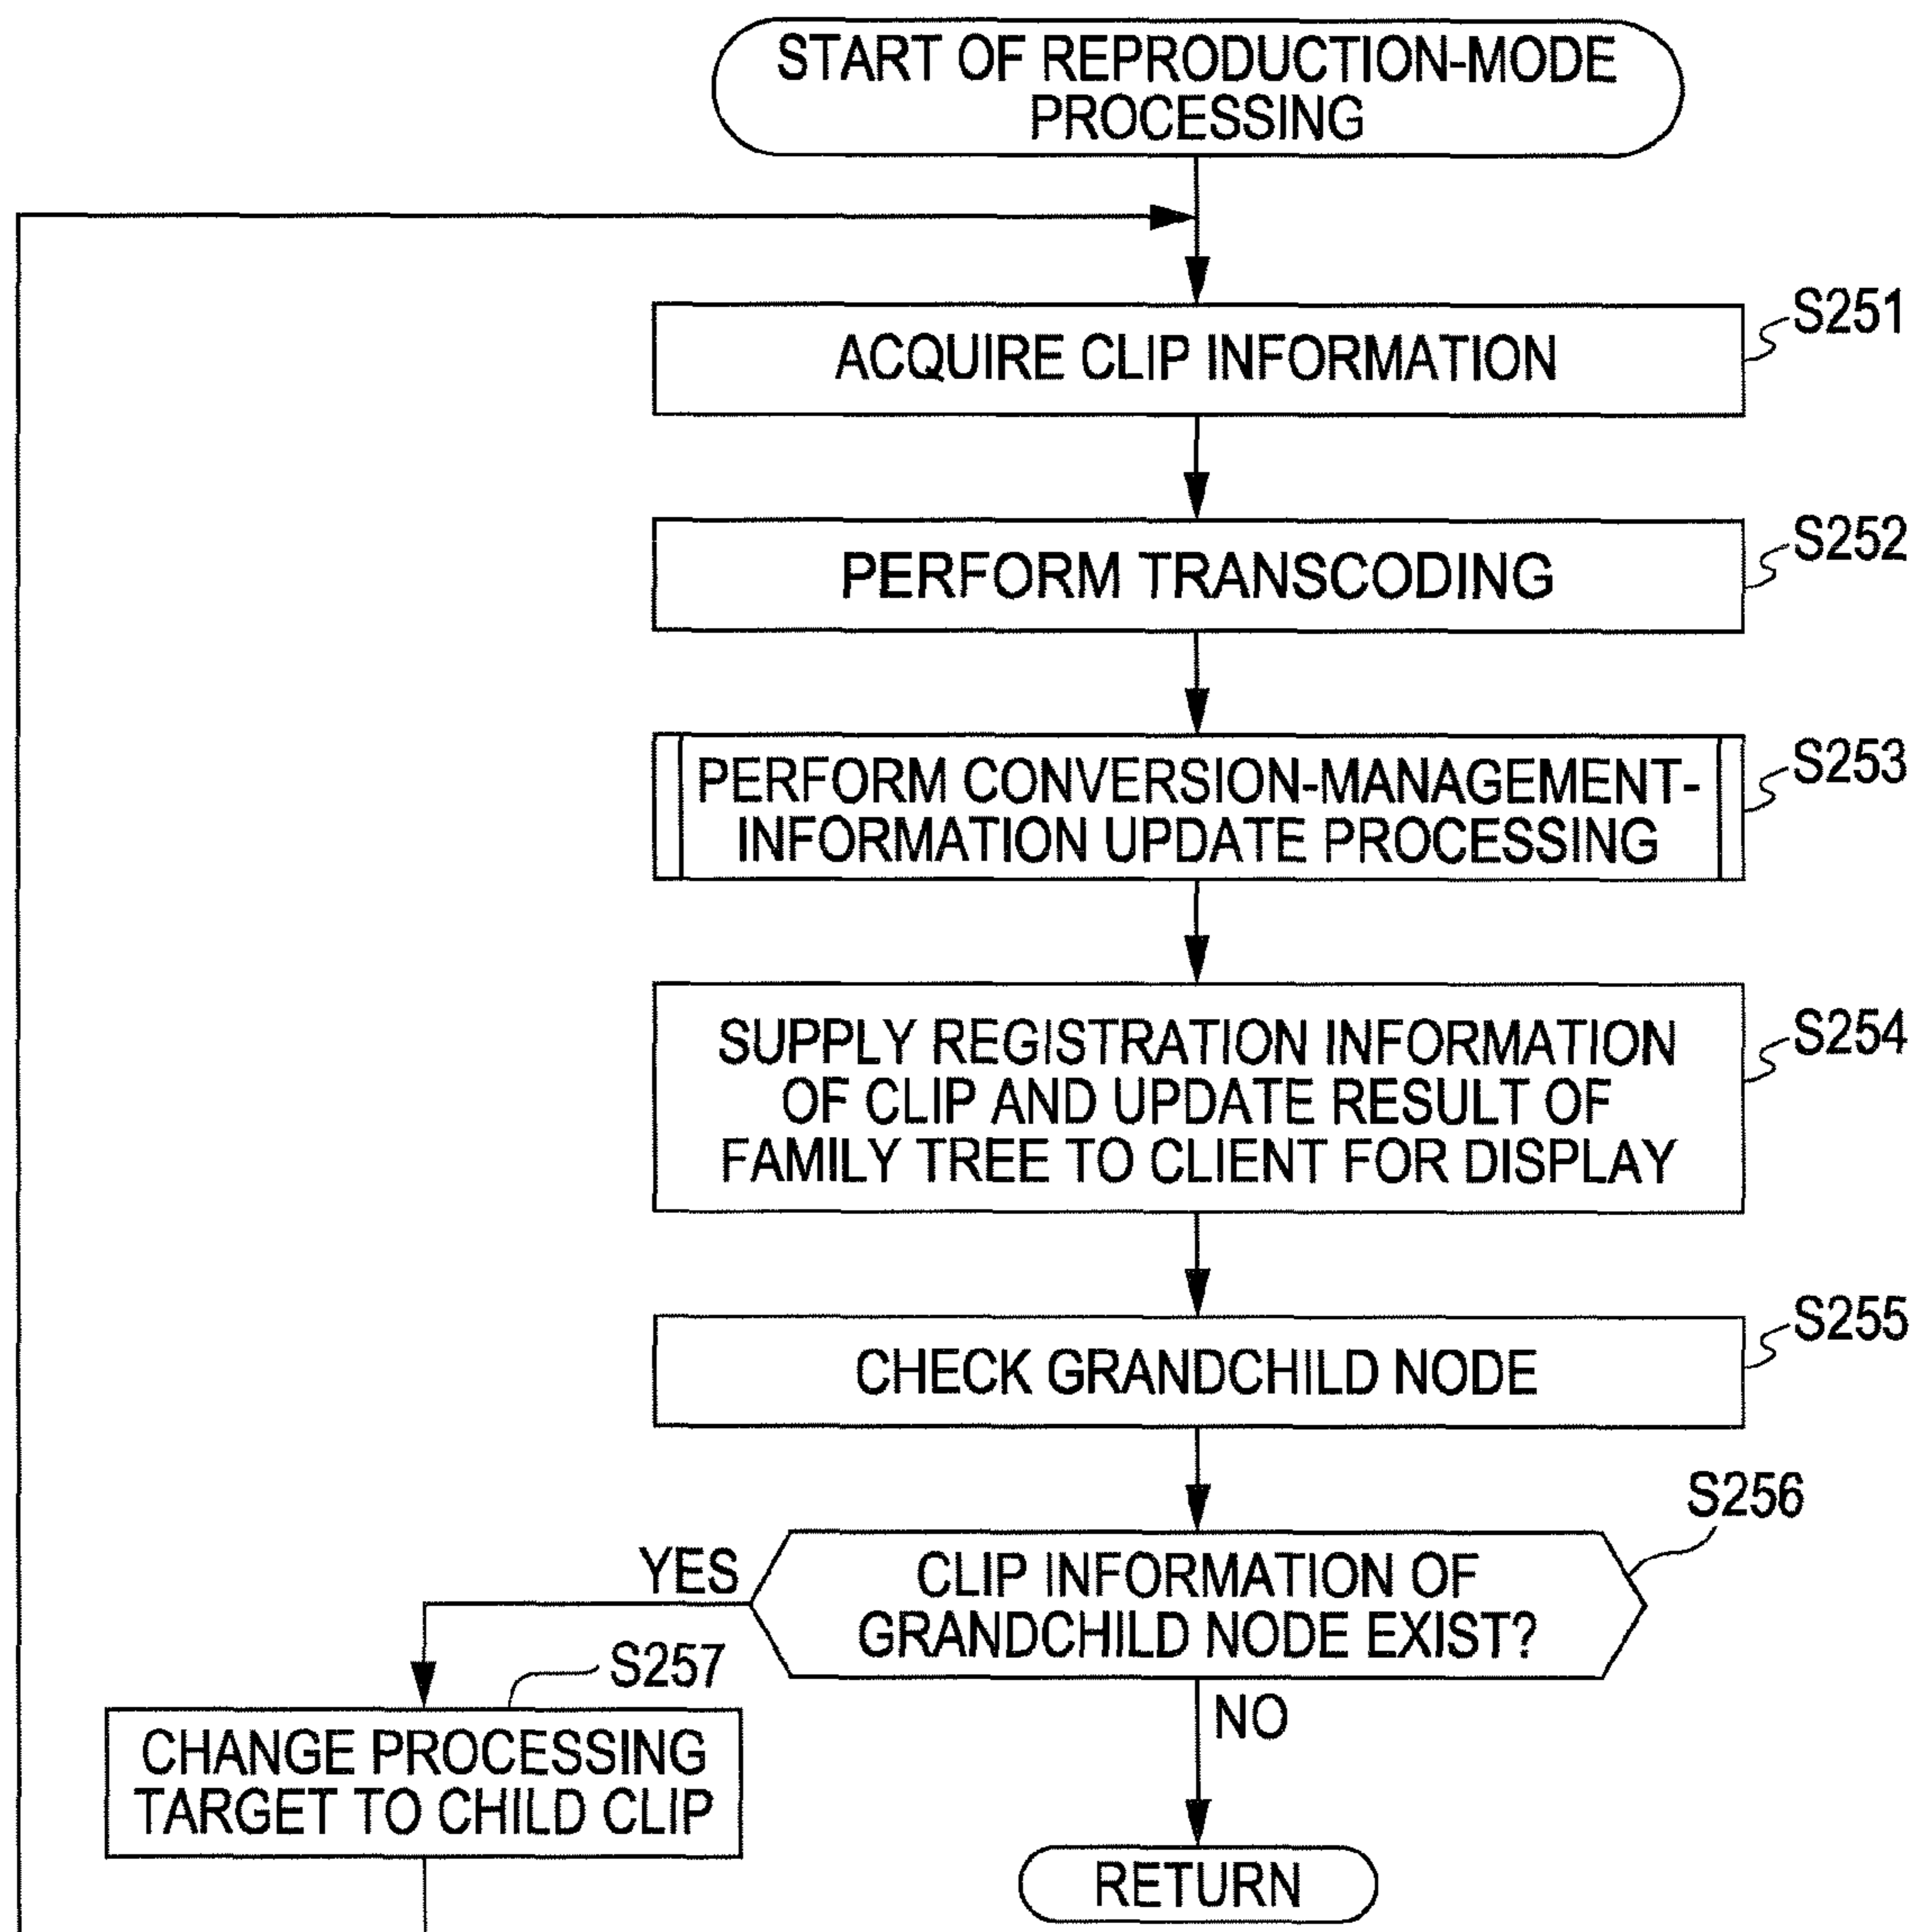 START OF REPRODUCTION-MODE
PROCESSING
S251
ACQUIRE CLIP INFORMATION
S252
PERFORM TRANSCODING
S253
PERFORM CONVERSION-MANAGEMENT-
INFORMATION UPDATE PROCESSING
S254
SUPPLY REGISTRATION INFORMATION
OF CLIP AND UPDATE RESULT OF
FAMILY TREE TO CLIENT FOR DISPLAY
S255
CHECK GRANDCHILD NODE
S256
YES
CLIP INFORMATION OF
GRANDCHILD NODE EXIST?
S257
NO
CHANGE PROCESSING
TARGET TO CHILD CLIP
RETURN